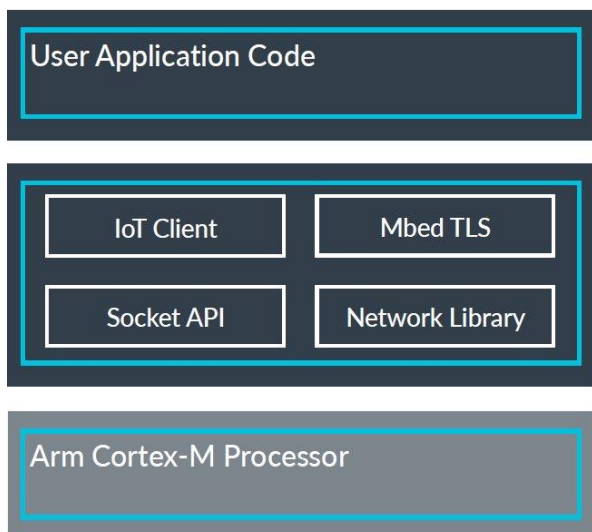 User Application Code
IoT Client
Mbed TLS
Socket API
Network Library
Arm Cortex-M Processor